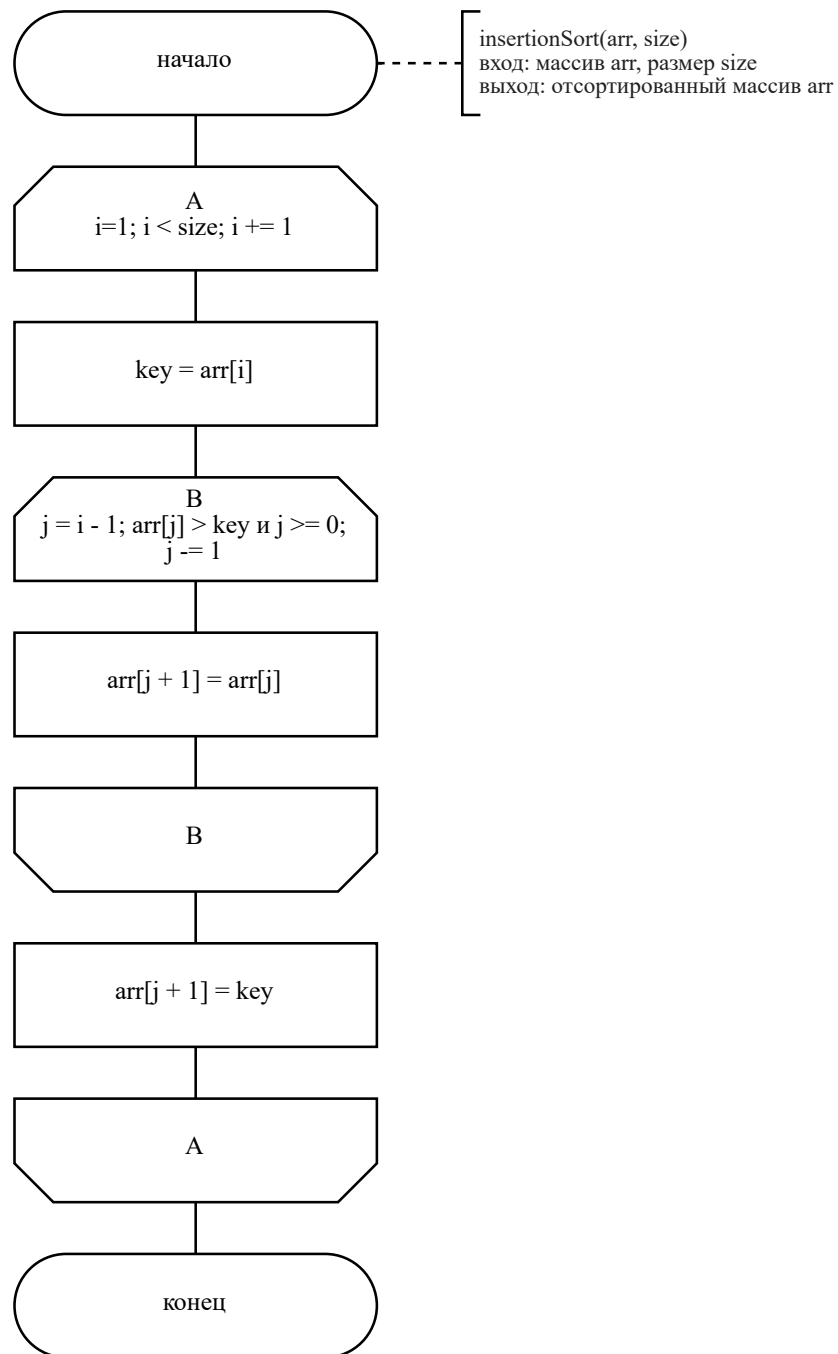 начало
insertionSort(arr, size)
вход: массив arr, размер size
выход: отсортированный массив arr
A
i=1; i < size; i += 1
key = arr[i]
B
j = i - 1; arr[j] > key и j >= 0;
j -= 1
arr[j + 1] = arr[j]
B
arr[j + 1] = key
A
конец